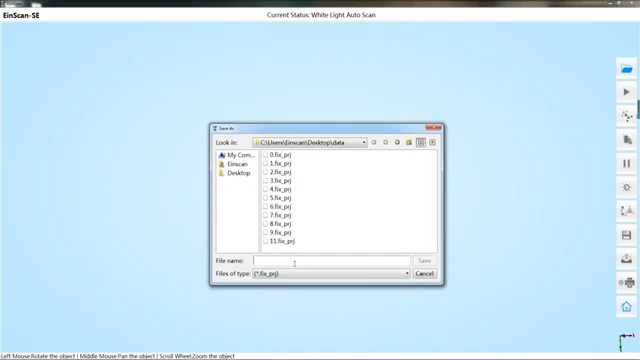 EinScan-SE
Current Status: White Light Auto Scan
Save As
Look in:
C:\Users\Einscan\Desktop\data
My Com...
Einscan
Desktop
0.fix_prj
1.fix_prj
2.fix_prj
3.fix_prj
4.fix_prj
5.fix_prj
6.fix_prj
7.fix_prj
8.fix_prj
9.fix_prj
11.fix_prj
File name:
Save
Files of type:
(*.fix_prj)
Cancel
Left Mouse:Rotate the object | Middle Mouse:Pan the object | Scroll Wheel:Zoom the object